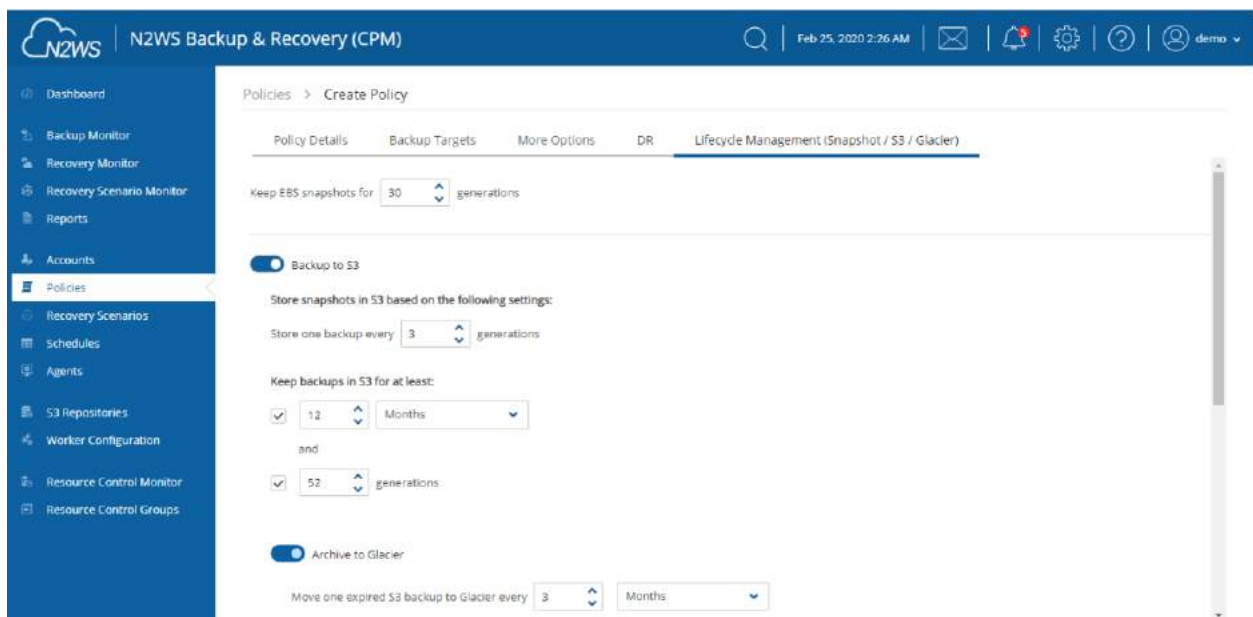 N2WS
N2WS Backup & Recovery (CPM)
Feb 25, 2020 2:26 AM
5
demo
Dashboard
Backup Monitor
Recovery Monitor
Recovery Scenario Monitor
Reports
Accounts
Policies
Recovery Scenarios
Schedules
Agents
S3 Repositories
Worker Configuration
Resource Control Monitor
Resource Control Groups
Policies > Create Policy
Policy Details Backup Targets More Options DR Lifecycle Management (Snapshot / S3 / Glacier)
Keep EBS snapshots for 30 generations
Backup to S3
Store snapshots in S3 based on the following settings:
Store one backup every 3 generations
Keep backups in S3 for at least:
12 Months
and
52 generations
Archive to Glacier
Move one expired S3 backup to Glacier every 3 Months